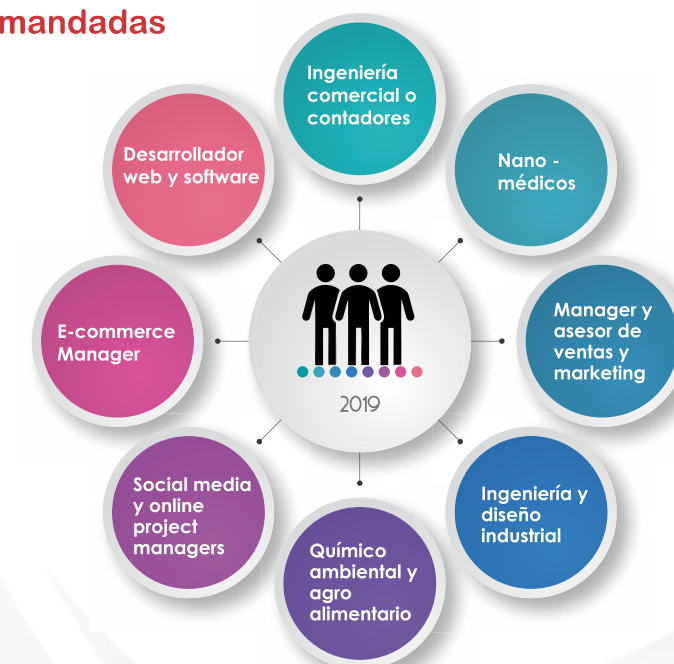 mandadas
Ingeniería
comercial o
contadores
Nano -
médicos
Manager y
asesor de
ventas y
marketing
Ingeniería y
diseño
industrial
Químico
ambiental y
agro
alimentario
Social media
y online
project
managers
E-commerce
Manager
Desarrollador
web y software
2019